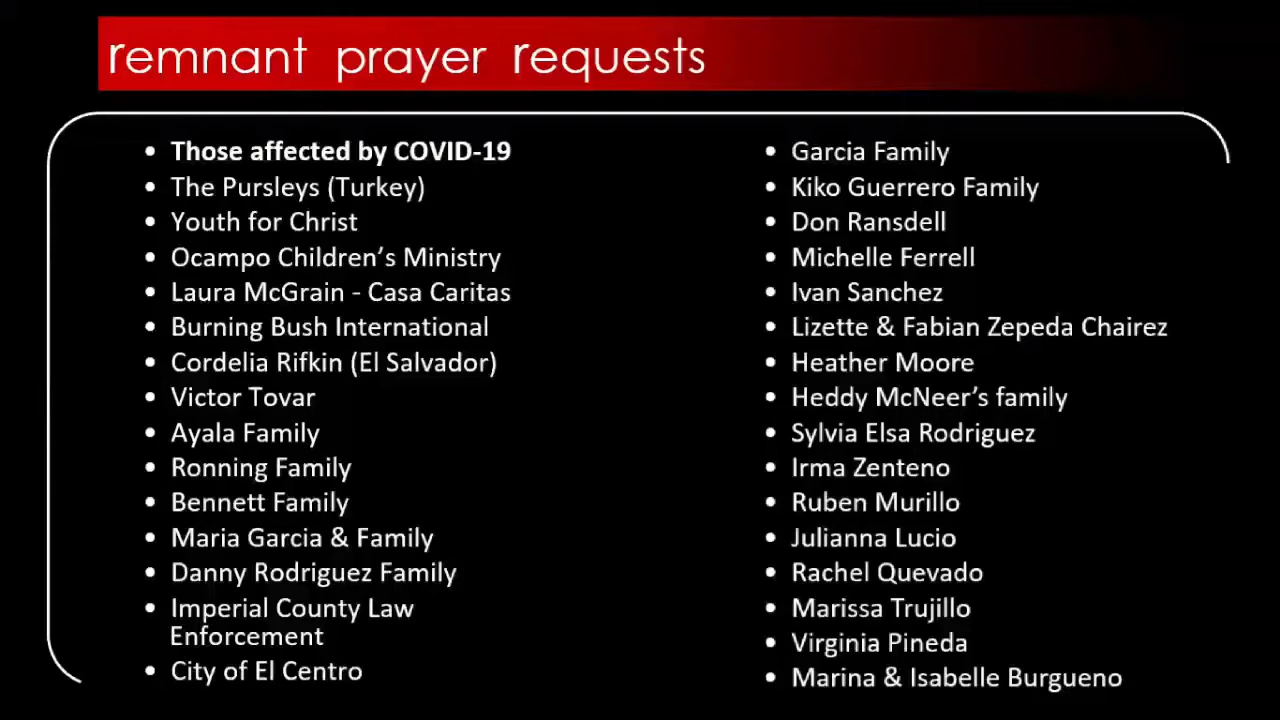 remnant prayer requests
• Those affected by COVID-19
• The Pursleys (Turkey)
• Youth for Christ
• Ocampo Children’s Ministry
• Laura McGrain - Casa Caritas
• Burning Bush International
• Cordelia Rifkin (El Salvador)
• Victor Tovar
• Ayala Family
• Ronning Family
• Bennett Family
• Maria Garcia & Family
• Danny Rodriguez Family
• Imperial County Law
Enforcement
• City of El Centro
• Garcia Family
• Kiko Guerrero Family
• Don Ransdell
• Michelle Ferrell
• Ivan Sanchez
• Lizette & Fabian Zepeda Chairez
• Heather Moore
• Heddy McNeer’s family
• Sylvia Elsa Rodriguez
• Irma Zenteno
• Ruben Murillo
• Julianna Lucio
• Rachel Quevado
• Marissa Trujillo
• Virginia Pineda
• Marina & Isabelle Burgueno